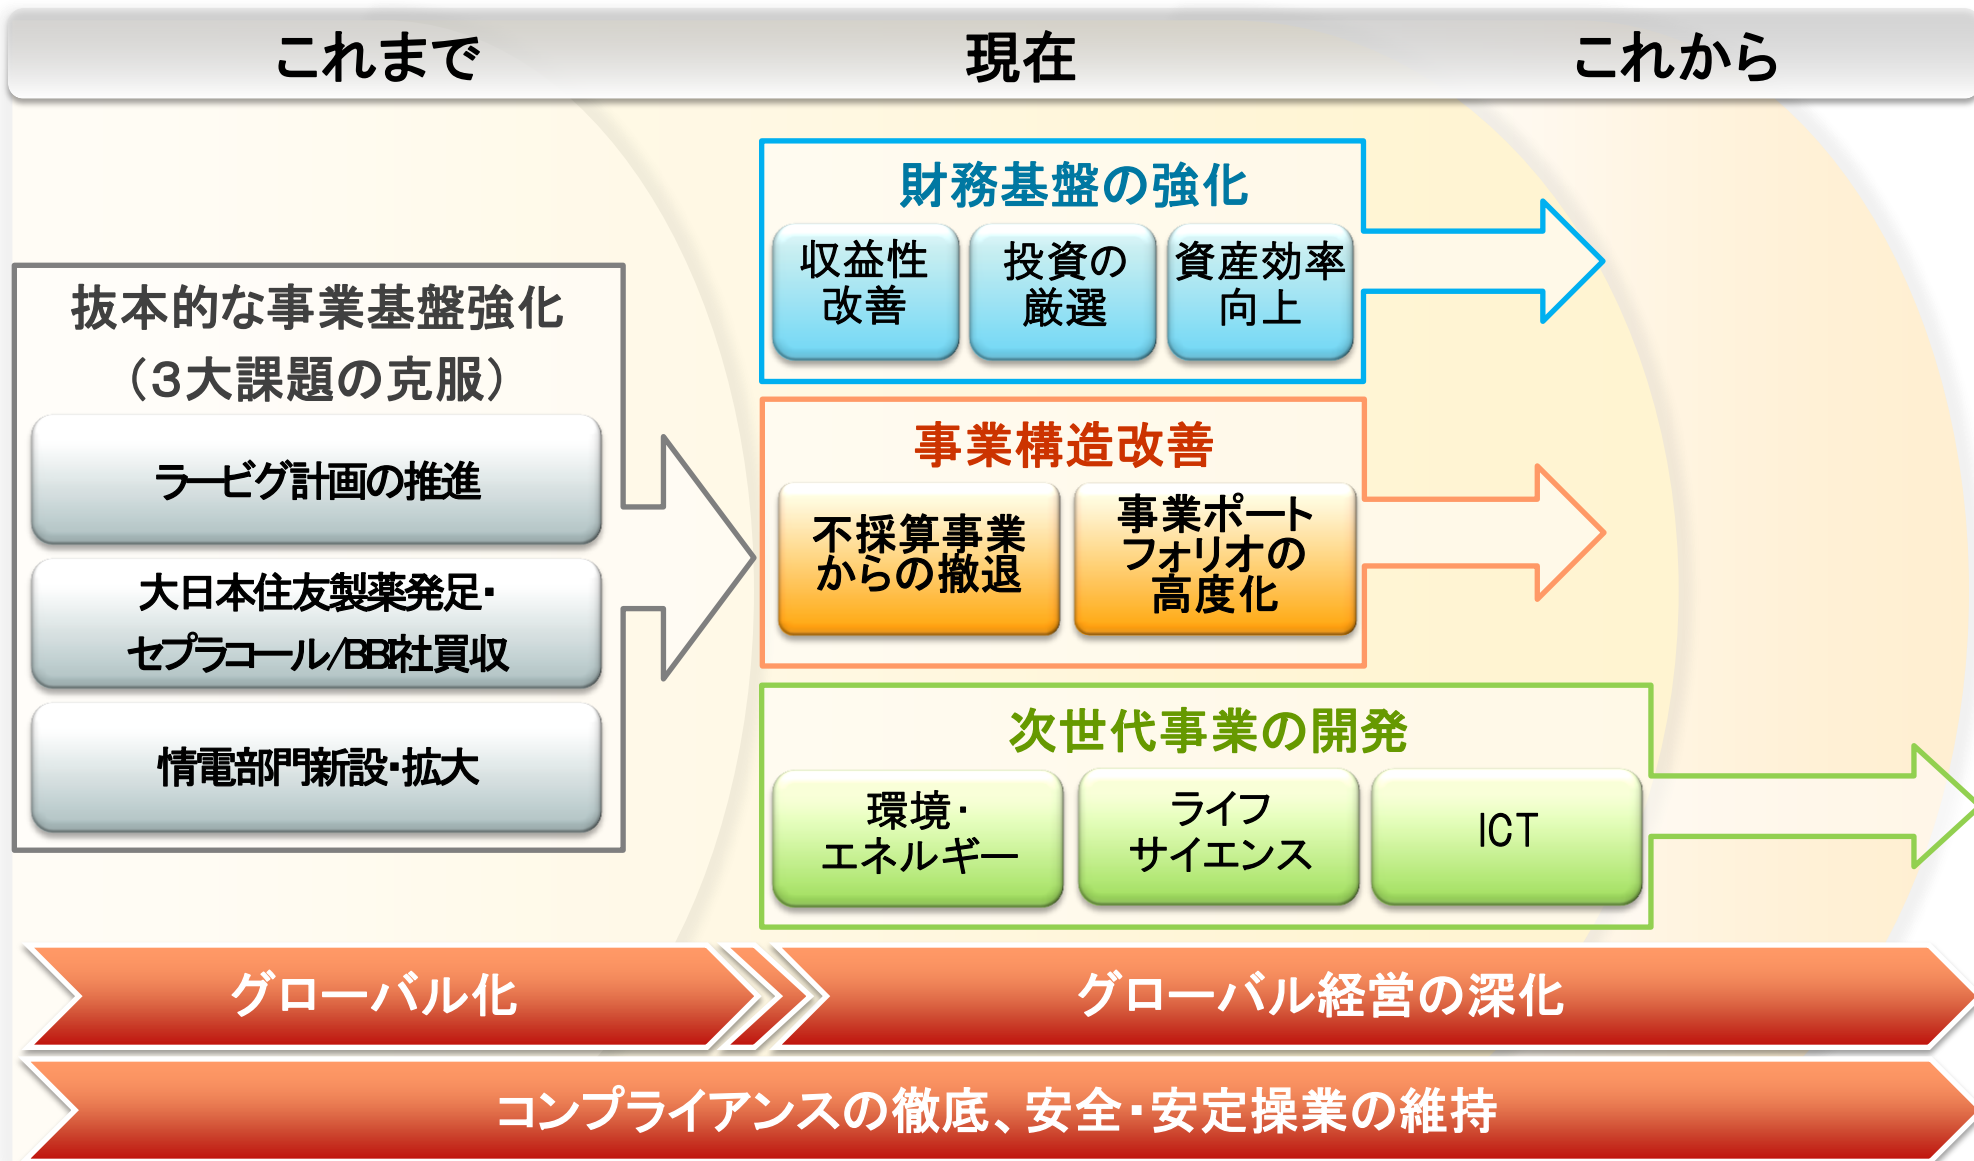 これまで
現在
これから
抜本的な事業基盤強化
（３大課題の克服）
ラービグ計画の推進
大日本住友製薬発足・
セプラコール/BBI社買収
情電部門新設・拡大
財務基盤の強化
収益性
改善
投資の
厳選
資産効率
向上
事業構造改善
不採算事業
からの撤退
事業ポート
フォリオの
高度化
次世代事業の開発
環境・
エネルギー
ライフ
サイエンス
ICT
グローバル化
グローバル経営の深化
コンプライアンスの徹底、安全・安定操業の維持